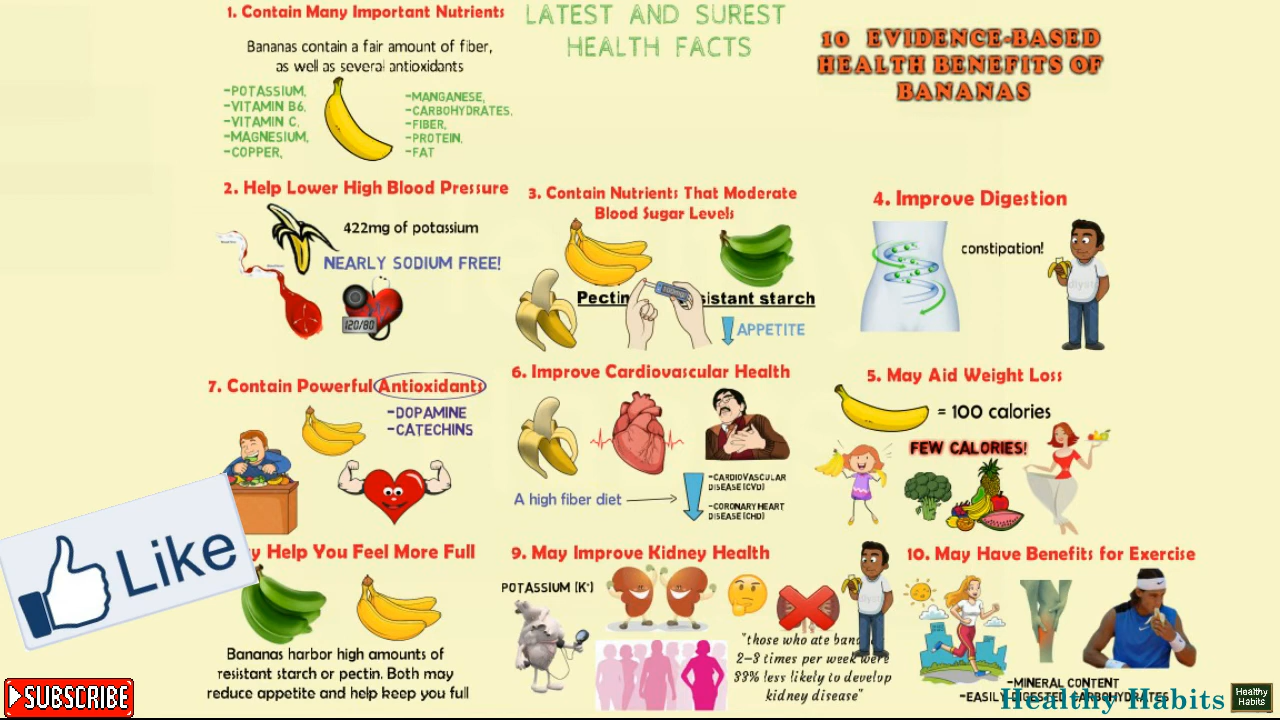 1. Contain Many Important Nutrients
Bananas contain a fair amount of fiber,
as well as several antioxidants
-POTASSIUM,
-VITAMIN B6,
-VITAMIN C,
-MAGNESIUM,
-COPPER,
-MANGANESE,
-CARBOHYDRATES,
-FIBER,
-PROTEIN,
-FAT
LATEST AND SUREST
HEALTH FACTS
10 EVIDENCE-BASED
HEALTH BENEFITS OF
BANANAS
2. Help Lower High Blood Pressure
422mg of potassium
NEARLY SODIUM FREE!
120/80
3. Contain Nutrients That Moderate
Blood Sugar Levels
Pectin sistant starch
APPETITE
4. Improve Digestion
constipation!
7. Contain Powerful Antioxidants
-DOPAMINE
-CATECHINS
6. Improve Cardiovascular Health
A high fiber diet
-CARDIOVASCULAR
DISEASE (CVD)
-CORONARY HEART
DISEASE (CHD)
5. May Aid Weight Loss
= 100 calories
FEW CALORIES!
Like
y Help You Feel More Full
Bananas harbor high amounts of
resistant starch or pectin. Both may
reduce appetite and help keep you full
9. May Improve Kidney Health
POTASSIUM (K+)
"those who ate
2-3 times per week were
33% less likely to develop
kidney disease"
10. May Have Benefits for Exercise
-MINERAL CONTENT
-EASILY DIGESTED CARBOHYDRATES
SUBSCRIBE
Healthy Habits
Healthy
Habits